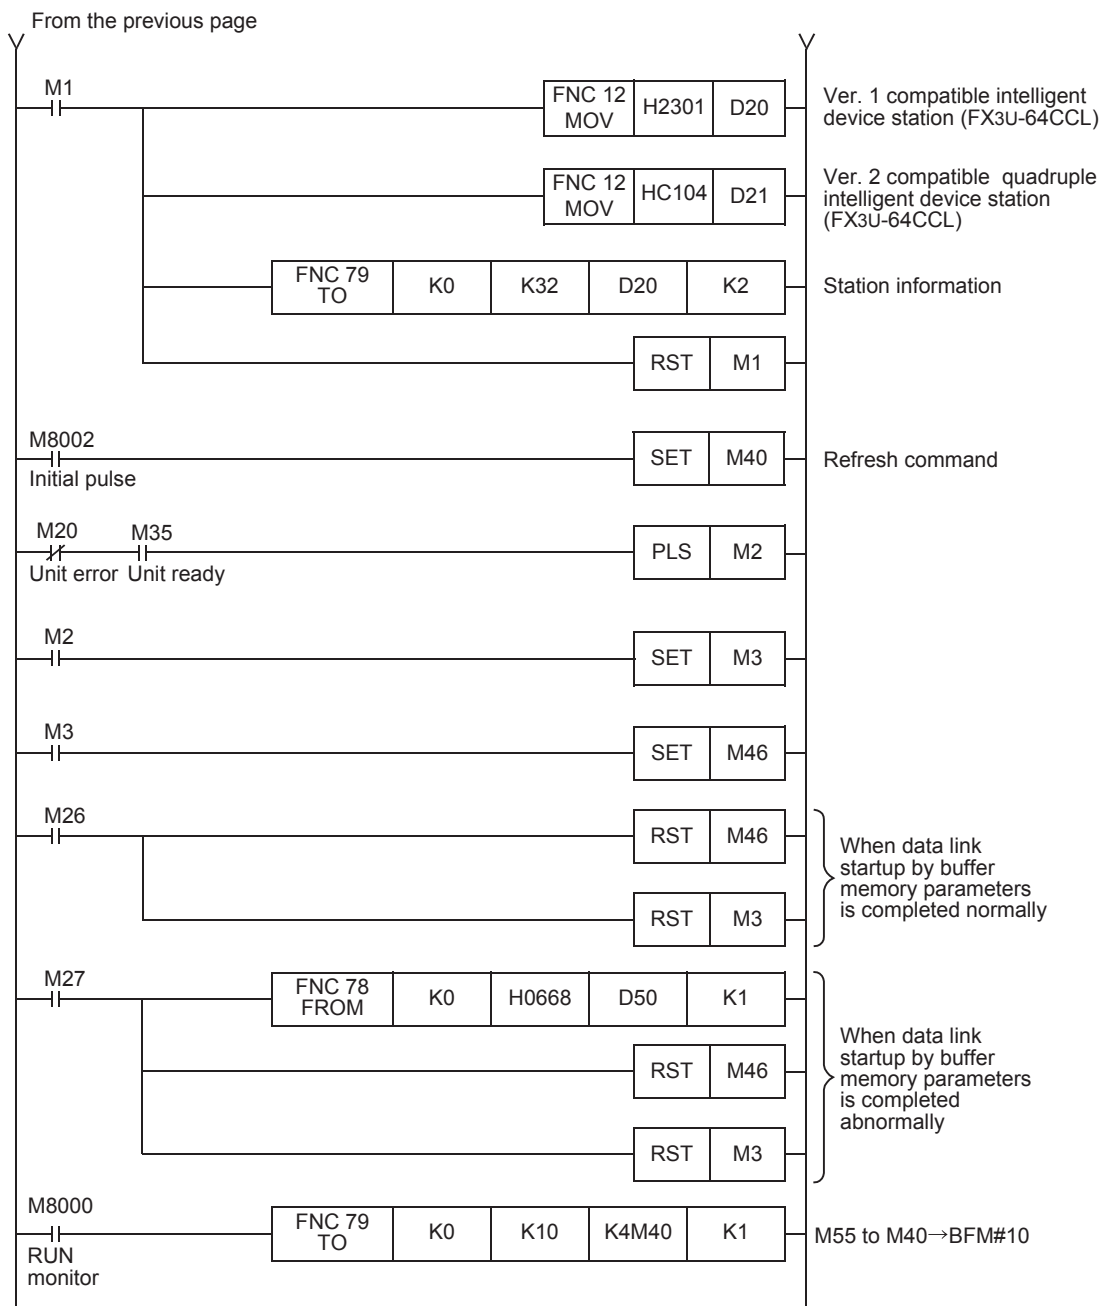 From the previous page
M1
FNC 12
MOV
H2301
D20
Ver. 1 compatible intelligent
device station (FX3U-64CCL)
FNC 12
MOV
HC104
D21
Ver. 2 compatible quadruple
intelligent device station
(FX3U-64CCL)
FNC 79
TO
K0
K32
D20
K2
Station information
RST
M1
M8002
Initial pulse
SET
M40
Refresh command
M20
Unit error
M35
Unit ready
PLS
M2
M2
SET
M3
M3
SET
M46
M26
RST
M46
RST
M3
When data link
startup by buffer
memory parameters
is completed normally
M27
FNC 78
FROM
K0
H0668
D50
K1
RST
M46
RST
M3
When data link
startup by buffer
memory parameters
is completed
abnormally
M8000
RUN
monitor
FNC 79
TO
K0
K10
K4M40
K1
M55 to M40→BFM#10